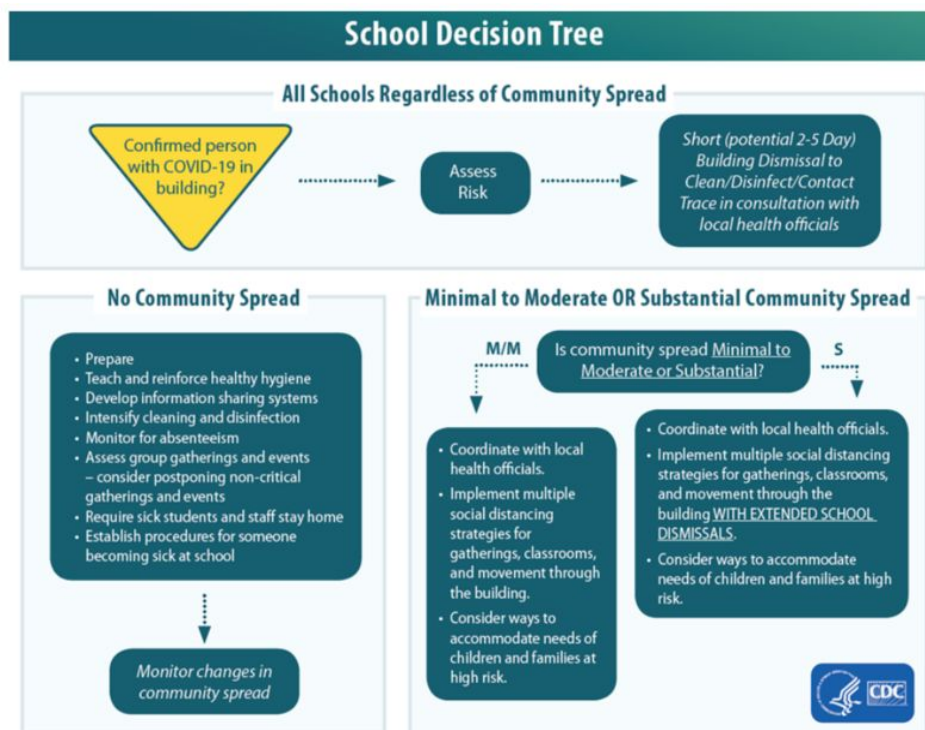 School Decision Tree
All Schools Regardless of Community Spread
Confirmed person
with COVID-19 in
building?
Assess
Risk
Short (potential 2-5 Day)
Building Dismissal to
Clean/Disinfect/Contact
Trace in consultation with
local health officials
No Community Spread
• Prepare
• Teach and reinforce healthy hygiene
• Develop information sharing systems
• Intensify cleaning and disinfection
• Monitor for absenteeism
• Assess group gatherings and events
– consider postponing non-critical
gatherings and events
• Require sick students and staff stay home
• Establish procedures for someone
becoming sick at school
Monitor changes in
community spread
Minimal to Moderate OR Substantial Community Spread
M/M
Is community spread Minimal to
Moderate or Substantial?
S
• Coordinate with local
health officials.
• Implement multiple
social distancing
strategies for
gatherings, classrooms,
and movement through
the building.
• Consider ways to
accommodate needs of
children and families at
high risk.
• Coordinate with local health officials.
• Implement multiple social distancing
strategies for gatherings, classrooms,
and movement through the
building WITH EXTENDED SCHOOL
DISMISSALS.
• Consider ways to accommodate
needs of children and families at high
risk.
CDC